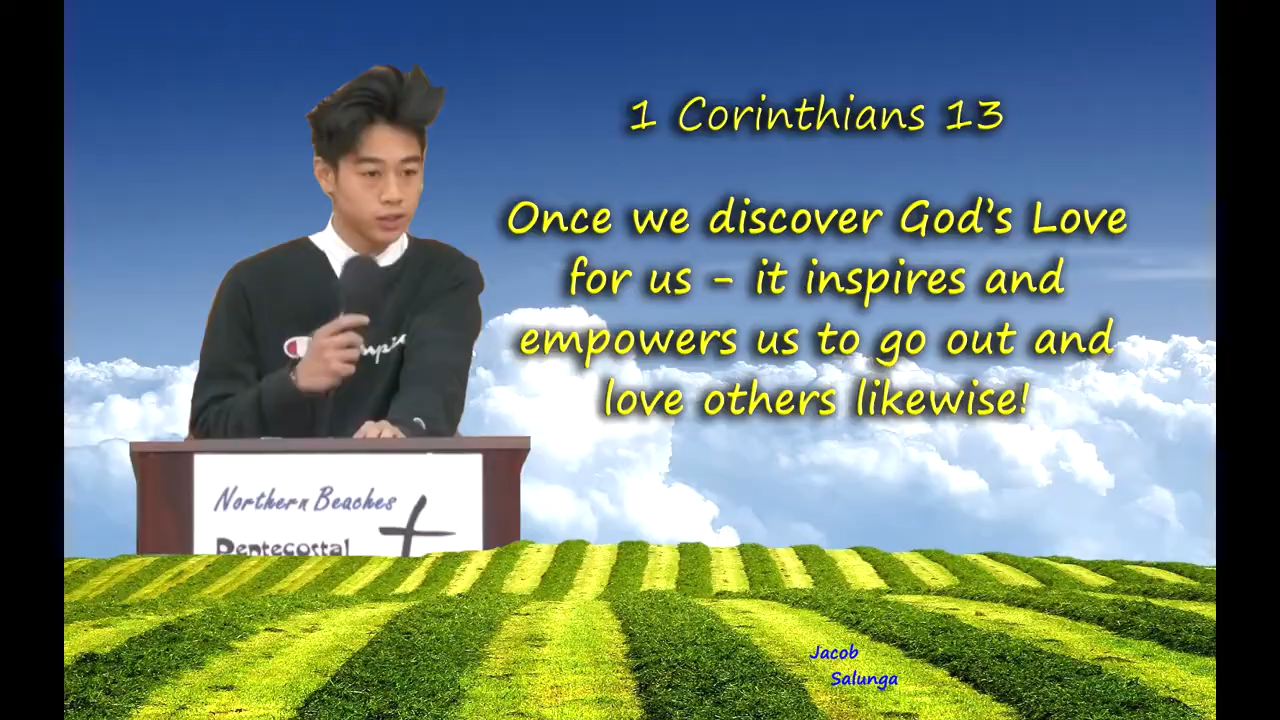 1 Corinthians 13
Once we discover God's Love
for us - it inspires and
empowers us to go out and
love others likewise!
Northern Beaches
Pentecostal
Jacob
Salunga